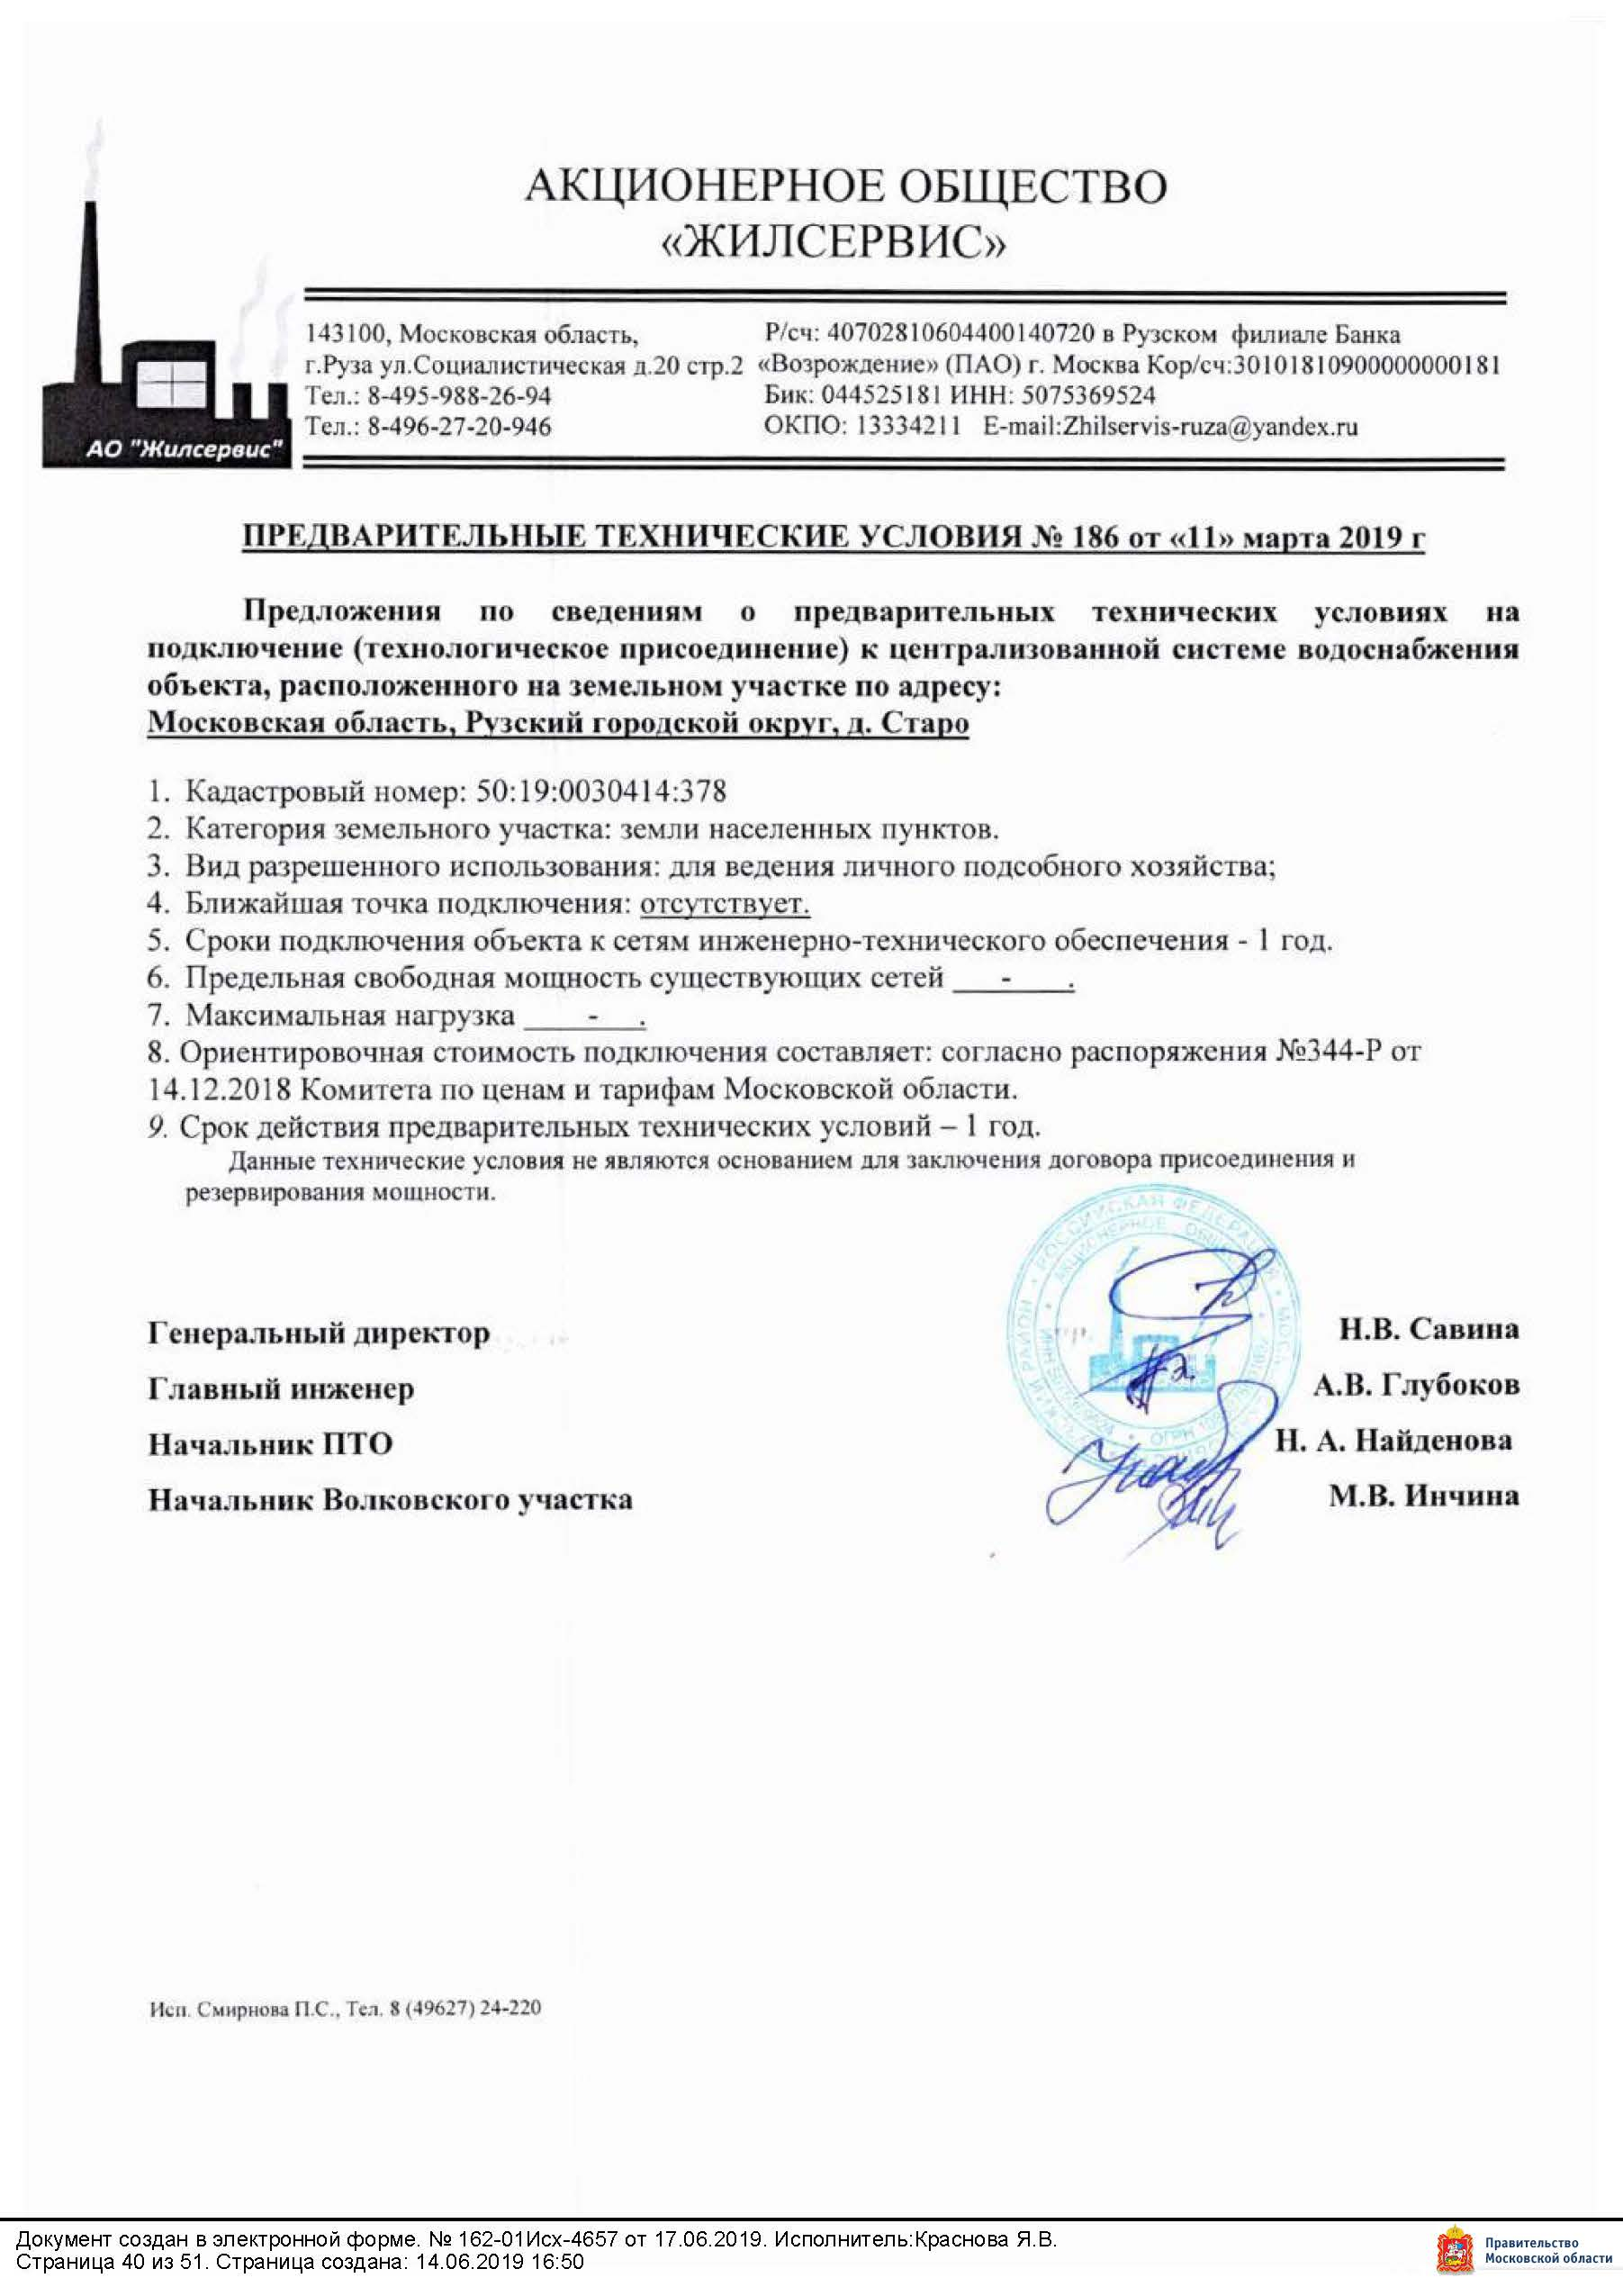 АКЦИОНЕРНОЕ ОБЩЕСТВО
«ЖИЛСЕРВИС»
АО "Жилсервис"
143100, Московская область,
г.Руза ул.Социалистическая д.20 стр.2
Тел.: 8-495-988-26-94
Тел.: 8-496-27-20-946
Р/сч: 40702810604400140720 в Рузском филиале Банка
«Возрождение» (ПАО) г. Москва Кор/сч:30101810900000000181
Бик: 044525181 ИНН: 5075369524
ОКПО: 13334211 E-mail:Zhilservis-ruza@yandex.ru
ПРЕДВАРИТЕЛЬНЫЕ ТЕХНИЧЕСКИЕ УСЛОВИЯ № 186 от «11» марта 2019 г
Предложения по сведениям о предварительных технических условиях на
подключение (технологическое присоединение) к централизованной системе водоснабжения
объекта, расположенного на земельном участке по адресу:
Московская область, Рузский городской округ, д. Старо
1. Кадастровый номер: 50:19:0030414:378
2. Категория земельного участка: земли населенных пунктов.
3. Вид разрешенного использования: для ведения личного подсобного хозяйства;
4. Ближайшая точка подключения: отсутствует.
5. Сроки подключения объекта к сетям инженерно-технического обеспечения - 1 год.
6. Предельная свободная мощность существующих сетей ___-____.
7. Максимальная нагрузка ____-___.
8. Ориентировочная стоимость подключения составляет: согласно распоряжения №344-Р от
14.12.2018 Комитета по ценам и тарифам Московской области.
9. Срок действия предварительных технических условий – 1 год.
Данные технические условия не являются основанием для заключения договора присоединения и
резервирования мощности.
РОССИЙСКАЯ ФЕДЕРАЦИЯ
АКЦИОНЕРНОЕ
Генеральный директор Н.В. Савина
Главный инженер А.В. Глубоков
Начальник ПТО Н. А. Найденова
Начальник Волковского участка М.В. Инчина
Исп. Смирнова П.С., Тел. 8 (49627) 24-220
Документ создан в электронной форме. № 162-01Исх-4657 от 17.06.2019. Исполнитель:Краснова Я.В.
Страница 40 из 51. Страница создана: 14.06.2019 16:50
Правительство
Московской области